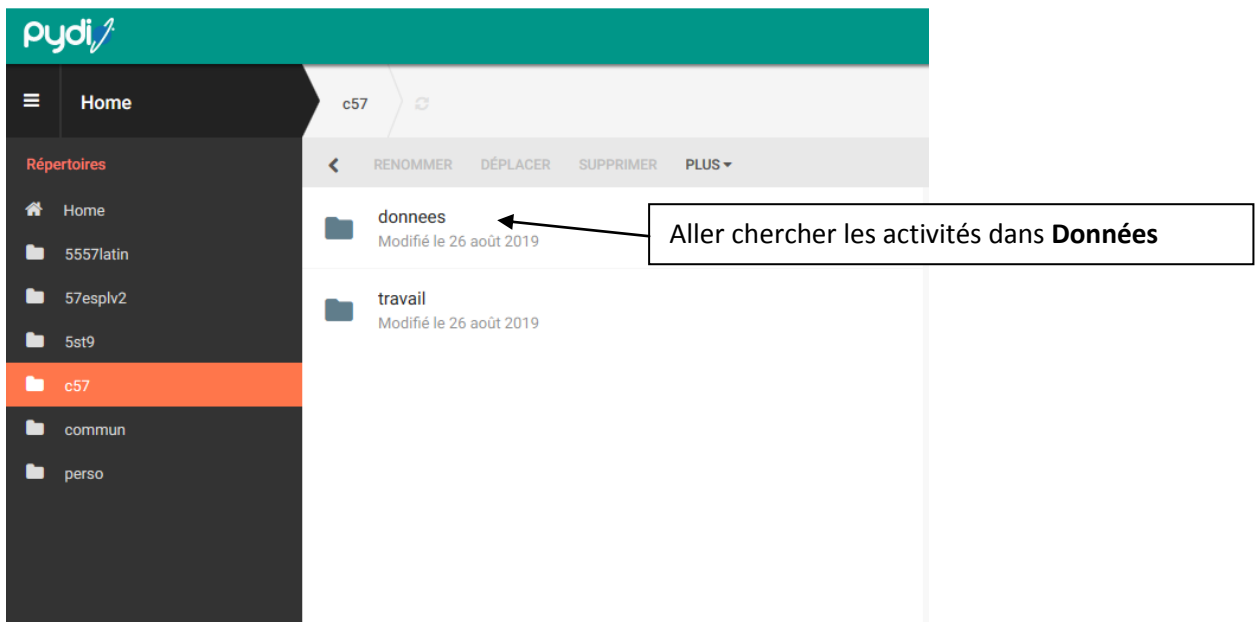 pydi
Home
c57
Répertoires
RENOMMER DÉPLACER SUPPRIMER PLUS
Home
donnees
Modifié le 26 août 2019
Aller chercher les activités dans Données
5557latin
57esplv2
travail
Modifié le 26 août 2019
5st9
c57
commun
perso